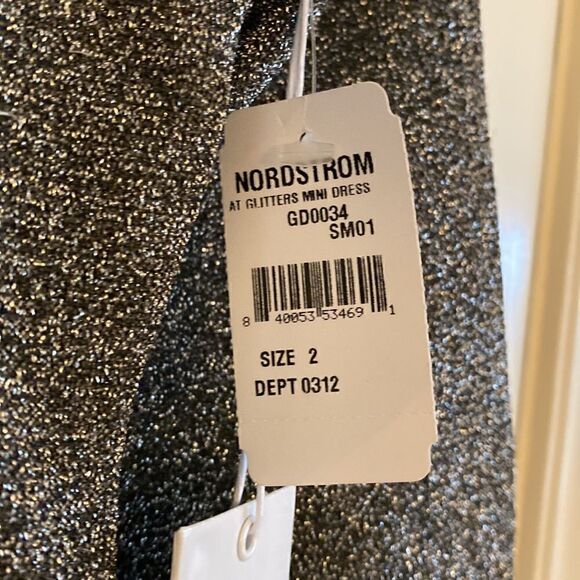 NORDSTROM
AT GLITTERS MINI DRESS
GD0034
SM01
8 40053 53469 1
SIZE 2
DEPT 0312